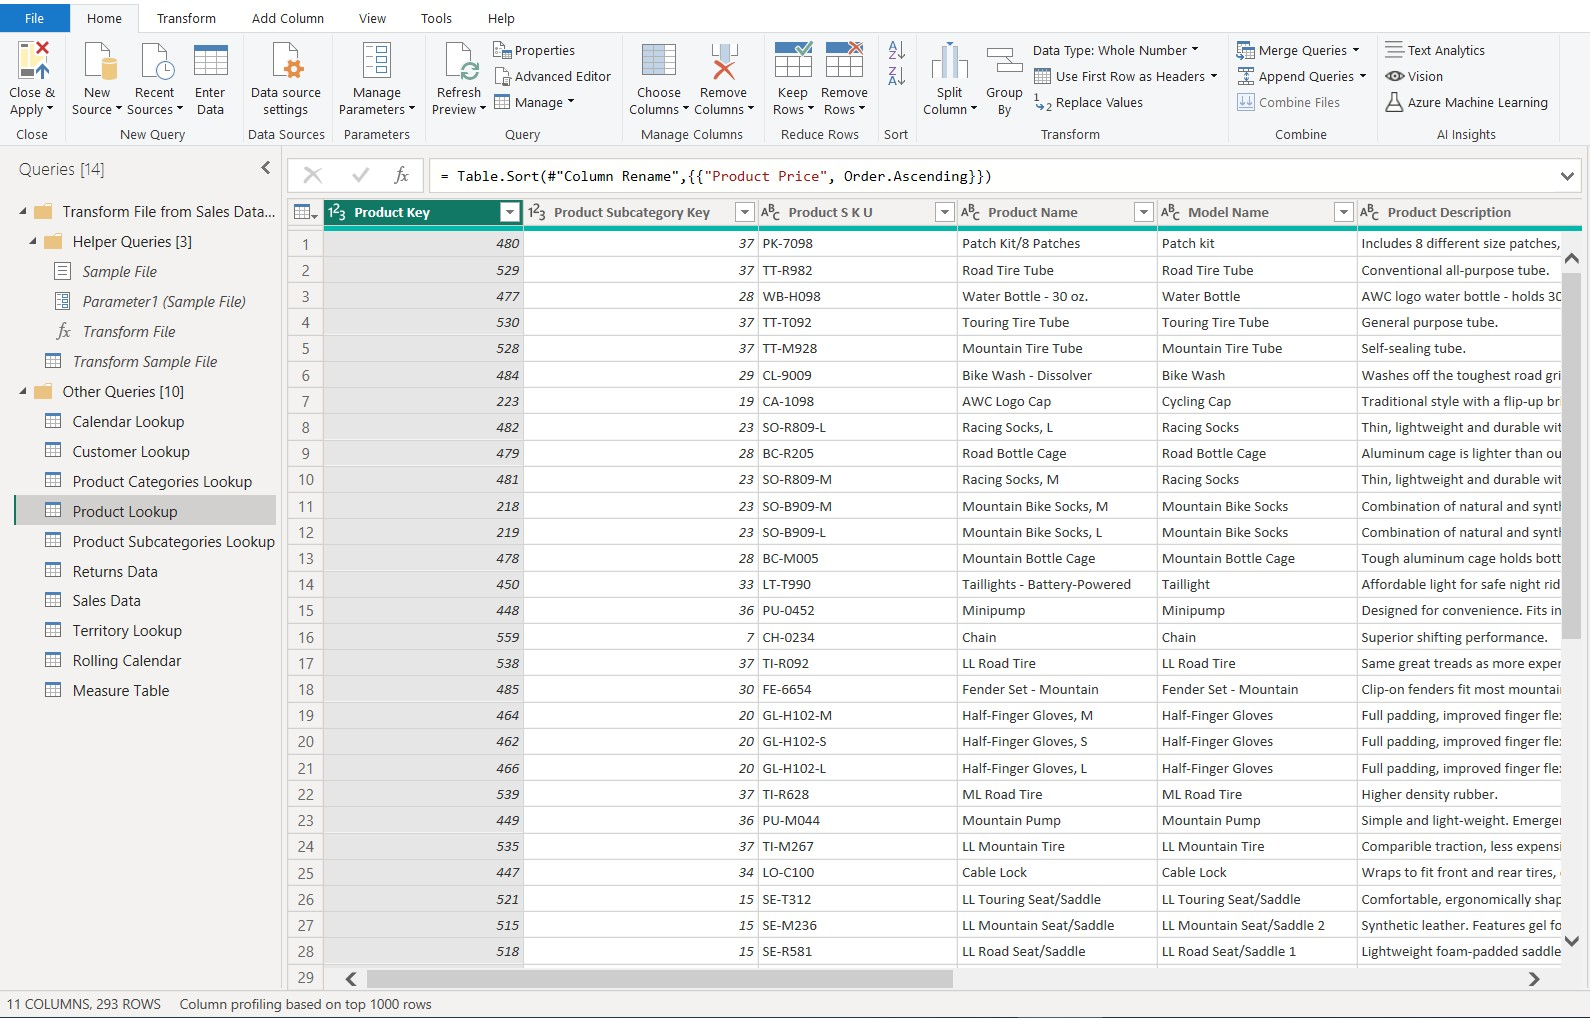 File Home Transform Add Column View Tools Help
Close & Apply
New Source
Recent Sources
Enter Data
Data source settings
Manage Parameters
Refresh Preview
Properties
Advanced Editor
Manage
Choose Columns
Remove Columns
Keep Rows
Remove Rows
Split Column
Group By
Data Type: Whole Number
Use First Row as Headers
Replace Values
Merge Queries
Append Queries
Combine Files
Text Analytics
Vision
Azure Machine Learning
Close New Query Data Sources Parameters Query Manage Columns Reduce Rows Sort Transform Combine AI Insights
Queries [14]
Transform File from Sales Data...
Helper Queries [3]
Sample File
Parameter1 (Sample File)
fx Transform File
Transform Sample File
Other Queries [10]
Calendar Lookup
Customer Lookup
Product Categories Lookup
Product Lookup
Product Subcategories Lookup
Returns Data
Sales Data
Territory Lookup
Rolling Calendar
Measure Table
fx = Table.Sort(#"Column Rename",{{"Product Price", Order.Ascending}})
123 Product Key 123 Product Subcategory Key ABC Product S K U ABC Product Name ABC Model Name ABC Product Description
1 480 37 PK-7098 Patch Kit/8 Patches Patch kit Includes 8 different size patches,
2 529 37 TT-R982 Road Tire Tube Road Tire Tube Conventional all-purpose tube.
3 477 28 WB-H098 Water Bottle - 30 oz. Water Bottle AWC logo water bottle - holds 30
4 530 37 TT-T092 Touring Tire Tube Touring Tire Tube General purpose tube.
5 528 37 TT-M928 Mountain Tire Tube Mountain Tire Tube Self-sealing tube.
6 484 29 CL-9009 Bike Wash - Dissolver Bike Wash Washes off the toughest road gri
7 223 19 CA-1098 AWC Logo Cap Cycling Cap Traditional style with a flip-up bri
8 482 23 SO-R809-L Racing Socks, L Racing Socks Thin, lightweight and durable wit
9 479 28 BC-R205 Road Bottle Cage Road Bottle Cage Aluminum cage is lighter than ou
10 481 23 SO-R809-M Racing Socks, M Racing Socks Thin, lightweight and durable wit
11 218 23 SO-B909-M Mountain Bike Socks, M Mountain Bike Socks Combination of natural and synth
12 219 23 SO-B909-L Mountain Bike Socks, L Mountain Bike Socks Combination of natural and synth
13 478 28 BC-M005 Mountain Bottle Cage Mountain Bottle Cage Tough aluminum cage holds bott
14 450 33 LT-T990 Taillights - Battery-Powered Taillight Affordable light for safe night rid
15 448 36 PU-0452 Minipump Minipump Designed for convenience. Fits in
16 559 7 CH-0234 Chain Chain Superior shifting performance.
17 538 37 TI-R092 LL Road Tire LL Road Tire Same great treads as more exper
18 485 30 FE-6654 Fender Set - Mountain Fender Set - Mountain Clip-on fenders fit most mountai
19 464 20 GL-H102-M Half-Finger Gloves, M Half-Finger Gloves Full padding, improved finger fle
20 462 20 GL-H102-S Half-Finger Gloves, S Half-Finger Gloves Full padding, improved finger fle
21 466 20 GL-H102-L Half-Finger Gloves, L Half-Finger Gloves Full padding, improved finger fle
22 539 37 TI-R628 ML Road Tire ML Road Tire Higher density rubber.
23 449 36 PU-M044 Mountain Pump Mountain Pump Simple and light-weight. Emerge
24 535 37 TI-M267 LL Mountain Tire LL Mountain Tire Comparible traction, less expensi
25 447 34 LO-C100 Cable Lock Cable Lock Wraps to fit front and rear tires,
26 521 15 SE-T312 LL Touring Seat/Saddle LL Touring Seat/Saddle Comfortable, ergonomically shap
27 515 15 SE-M236 LL Mountain Seat/Saddle LL Mountain Seat/Saddle 2 Synthetic leather. Features gel fo
28 518 15 SE-R581 LL Road Seat/Saddle LL Road Seat/Saddle 1 Lightweight foam-padded saddle
29
11 COLUMNS, 293 ROWS Column profiling based on top 1000 rows